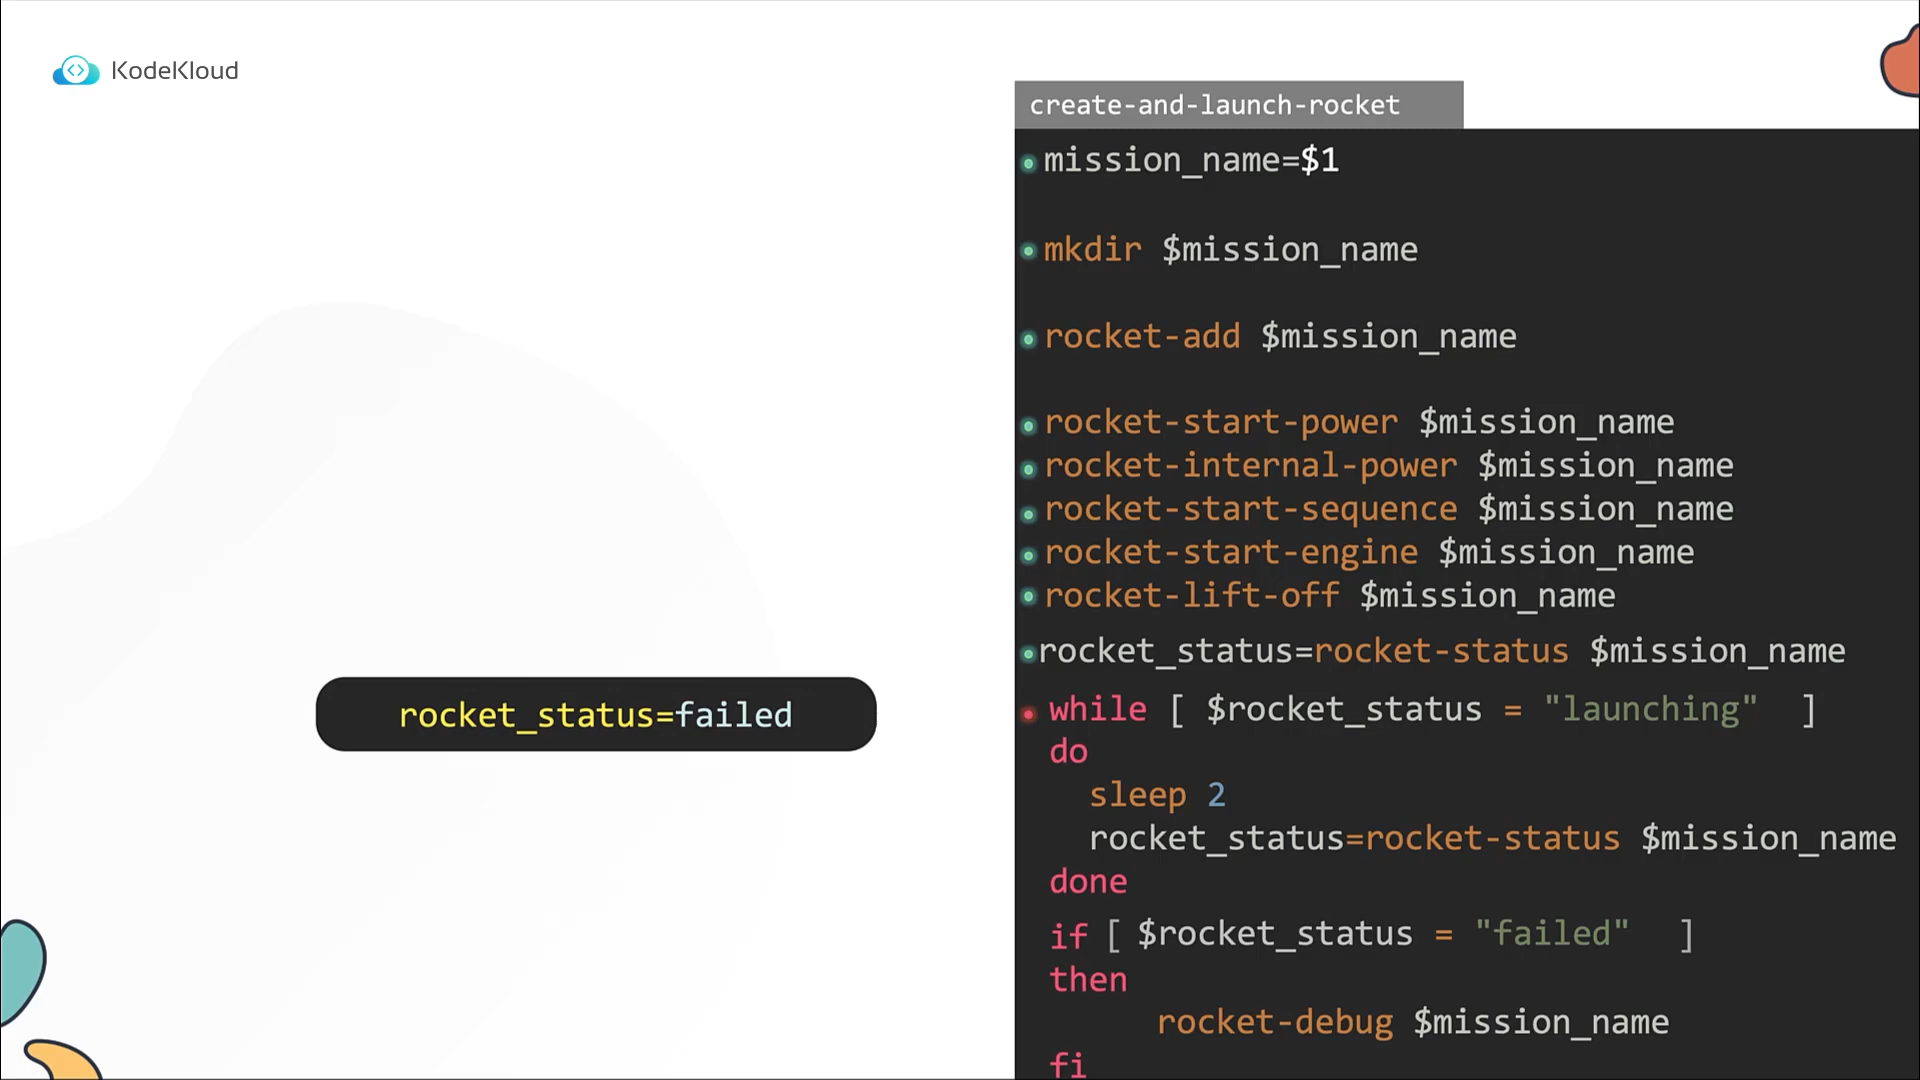 KodeKloud
create-and-launch-rocket
mission_name=$1
mkdir $mission_name
rocket-add $mission_name
rocket-start-power $mission_name
rocket-internal-power $mission_name
rocket-start-sequence $mission_name
rocket-start-engine $mission_name
rocket-lift-off $mission_name
rocket_status=rocket-status $mission_name
rocket_status=failed
while [ $rocket_status = "launching" ]
do
sleep 2
rocket_status=rocket-status $mission_name
done
if [ $rocket_status = "failed" ]
then
rocket-debug $mission_name
fi